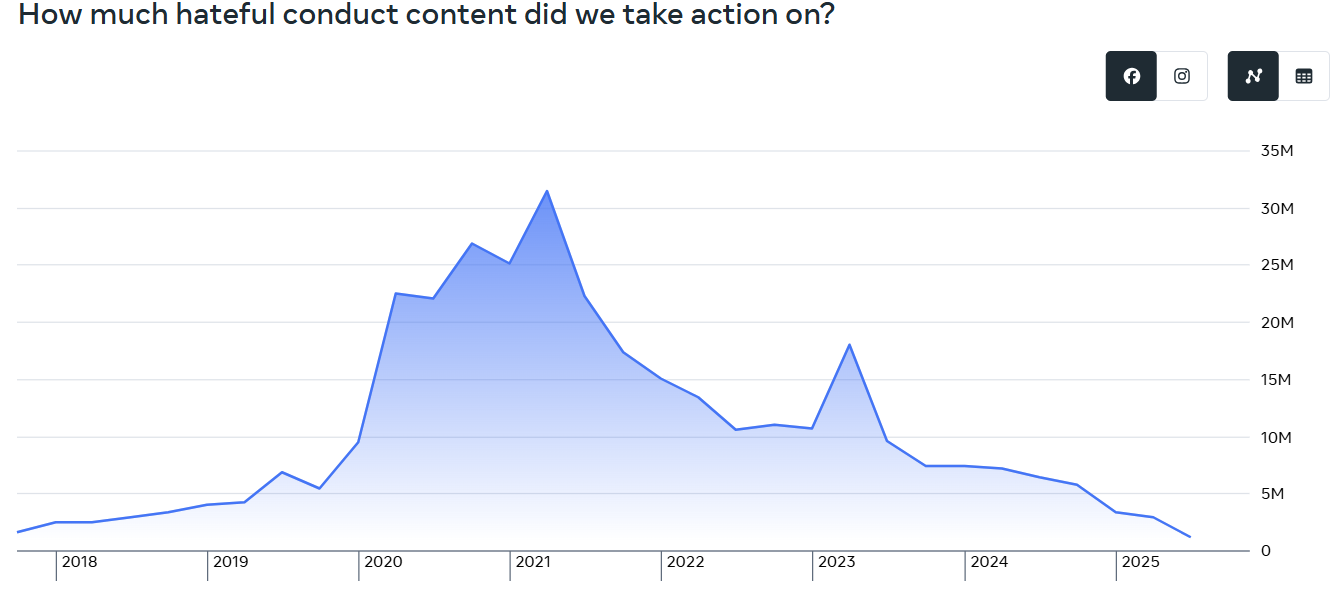 How much hateful conduct content did we take action on?
35M
30M
25M
20M
15M
10M
5M
0
2018 2019 2020 2021 2022 2023 2024 2025